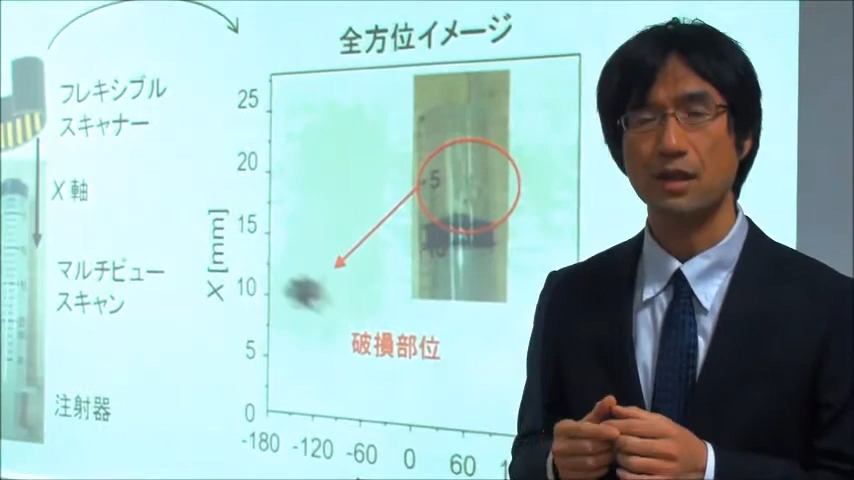 全方位イメージ
フレキシブル
スキャナー
X 軸
マルチビュー
スキャン
注射器
X [mm]
25
20
15
10
5
0
-180
-120
-60
0
60
5
破損部位